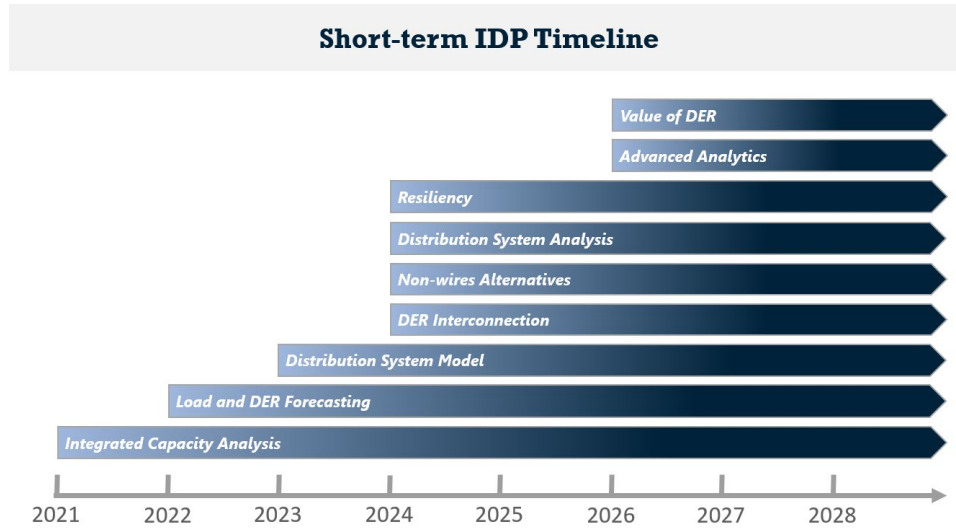 Short-term IDP Timeline
Value of DER
Advanced Analytics
Resiliency
Distribution System Analysis
Non-wires Alternatives
DER Interconnection
Distribution System Model
Load and DER Forecasting
Integrated Capacity Analysis
2021 2022 2023 2024 2025 2026 2027 2028